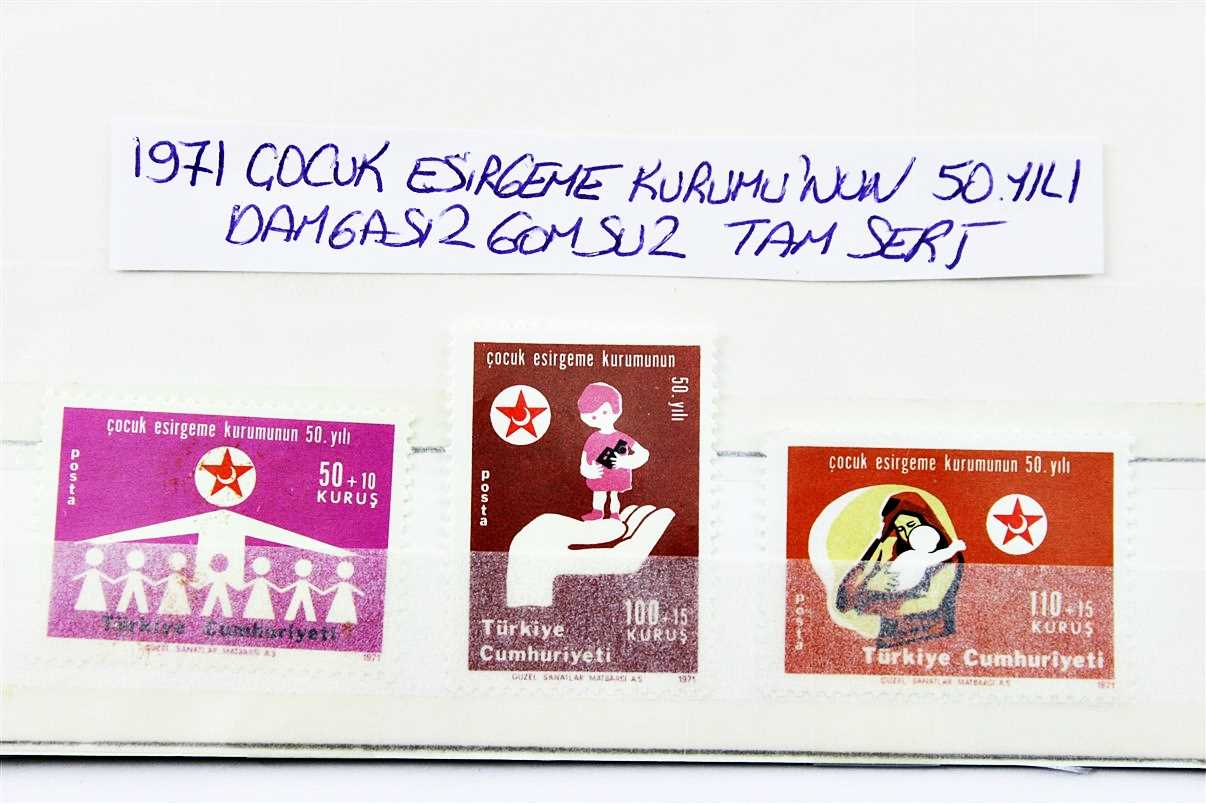 1971 ÇOCUK ESİRGEME KURUMU'NUN 50.YILI
DAMGASIZ GOMSUZ TAM SERİ
çocuk esirgeme kurumunun 50. yılı
posta
50+10
KURUŞ
Türkiye Cumhuriyeti
GÜZEL SANATLAR MATBAASI A.S.
1971
çocuk esirgeme kurumunun
50. yılı
posta
100+15
KURUŞ
Türkiye
Cumhuriyeti
GÜZEL SANATLAR MATBAASI A.S.
1971
çocuk esirgeme kurumunun 50. yılı
posta
110+15
KURUŞ
Türkiye Cumhuriyeti
GÜZEL SANATLAR MATBAASI A.S.
1971